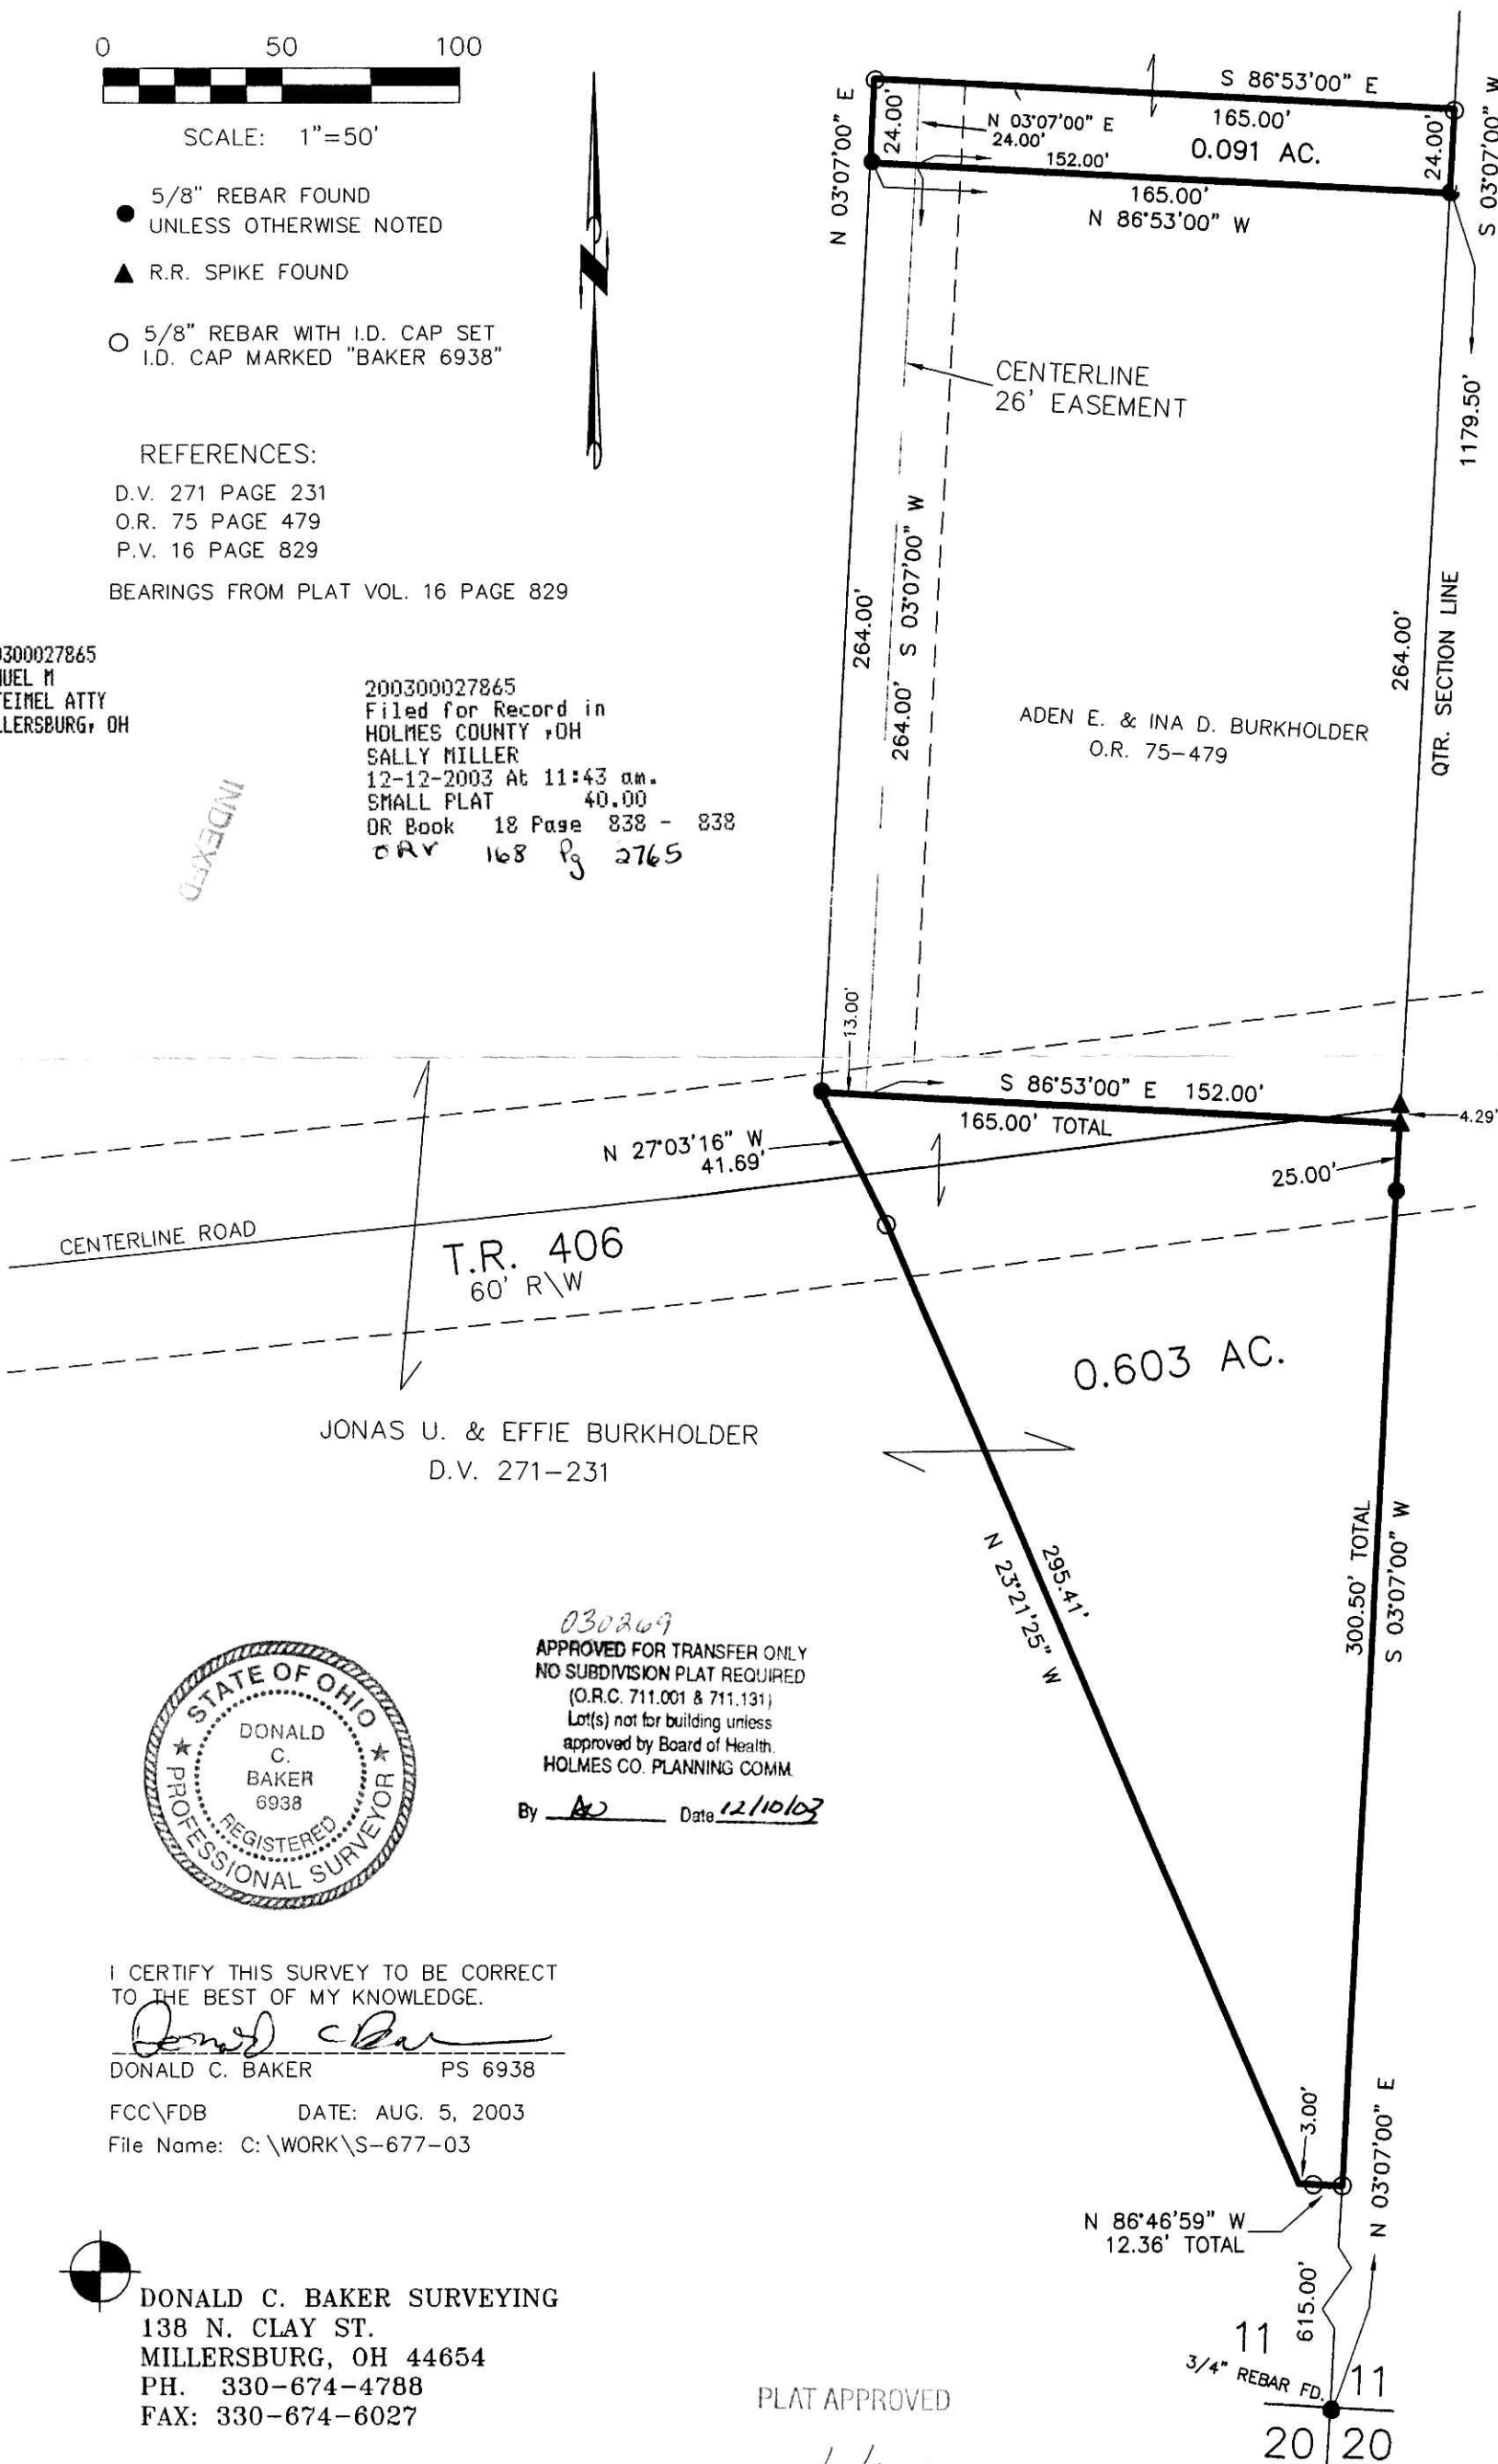 0 50 100
SCALE: 1"=50'
5/8" REBAR FOUND
UNLESS OTHERWISE NOTED
R.R. SPIKE FOUND
5/8" REBAR WITH I.D. CAP SET
I.D. CAP MARKED "BAKER 6938"
REFERENCES:
D.V. 271 PAGE 231
O.R. 75 PAGE 479
P.V. 16 PAGE 829
BEARINGS FROM PLAT VOL. 16 PAGE 829
300027865
UEL M
TEIMEL ATTY
LLERSBURG, OH
200300027865
Filed for Record in
HOLMES COUNTY ,OH
SALLY MILLER
12-12-2003 At 11:43 am.
SMALL PLAT 40.00
OR Book 18 Page 838 - 838
ORV 168 Pg 2765
INDEXED
S 86°53'00" E
165.00'
0.091 AC.
N 03°07'00" E
24.00'
N 03°07'00" E
24.00'
152.00'
165.00'
N 86°53'00" W
24.00'
S 03°07'00" W
1179.50'
CENTERLINE
26' EASEMENT
264.00'
264.00' S 03°07'00" W
264.00'
QTR. SECTION LINE
ADEN E. & INA D. BURKHOLDER
O.R. 75-479
13.00'
S 86°53'00" E 152.00'
165.00' TOTAL
4.29'
N 27°03'16" W
41.69'
25.00'
CENTERLINE ROAD
T.R. 406
60' R\W
0.603 AC.
JONAS U. & EFFIE BURKHOLDER
D.V. 271-231
295.41'
N 23°21'25" W
300.50' TOTAL
S 03°07'00" W
030269
APPROVED FOR TRANSFER ONLY
NO SUBDIVISION PLAT REQUIRED
(O.R.C. 711.001 & 711.131)
Lot(s) not for building unless
approved by Board of Health.
HOLMES CO. PLANNING COMM.
By Date 12/10/03
STATE OF OHIO
DONALD
C.
BAKER
6938
REGISTERED
PROFESSIONAL SURVEYOR
I CERTIFY THIS SURVEY TO BE CORRECT
TO THE BEST OF MY KNOWLEDGE.
Donald C Baker
DONALD C. BAKER PS 6938
FCC\FDB DATE: AUG. 5, 2003
File Name: C:\WORK\S-677-03
3.00'
N 86°46'59" W
12.36' TOTAL
N 03°07'00" E
615.00'
DONALD C. BAKER SURVEYING
138 N. CLAY ST.
MILLERSBURG, OH 44654
PH. 330-674-4788
FAX: 330-674-6027
PLAT APPROVED
3/4" REBAR FD.
11 11
20 20